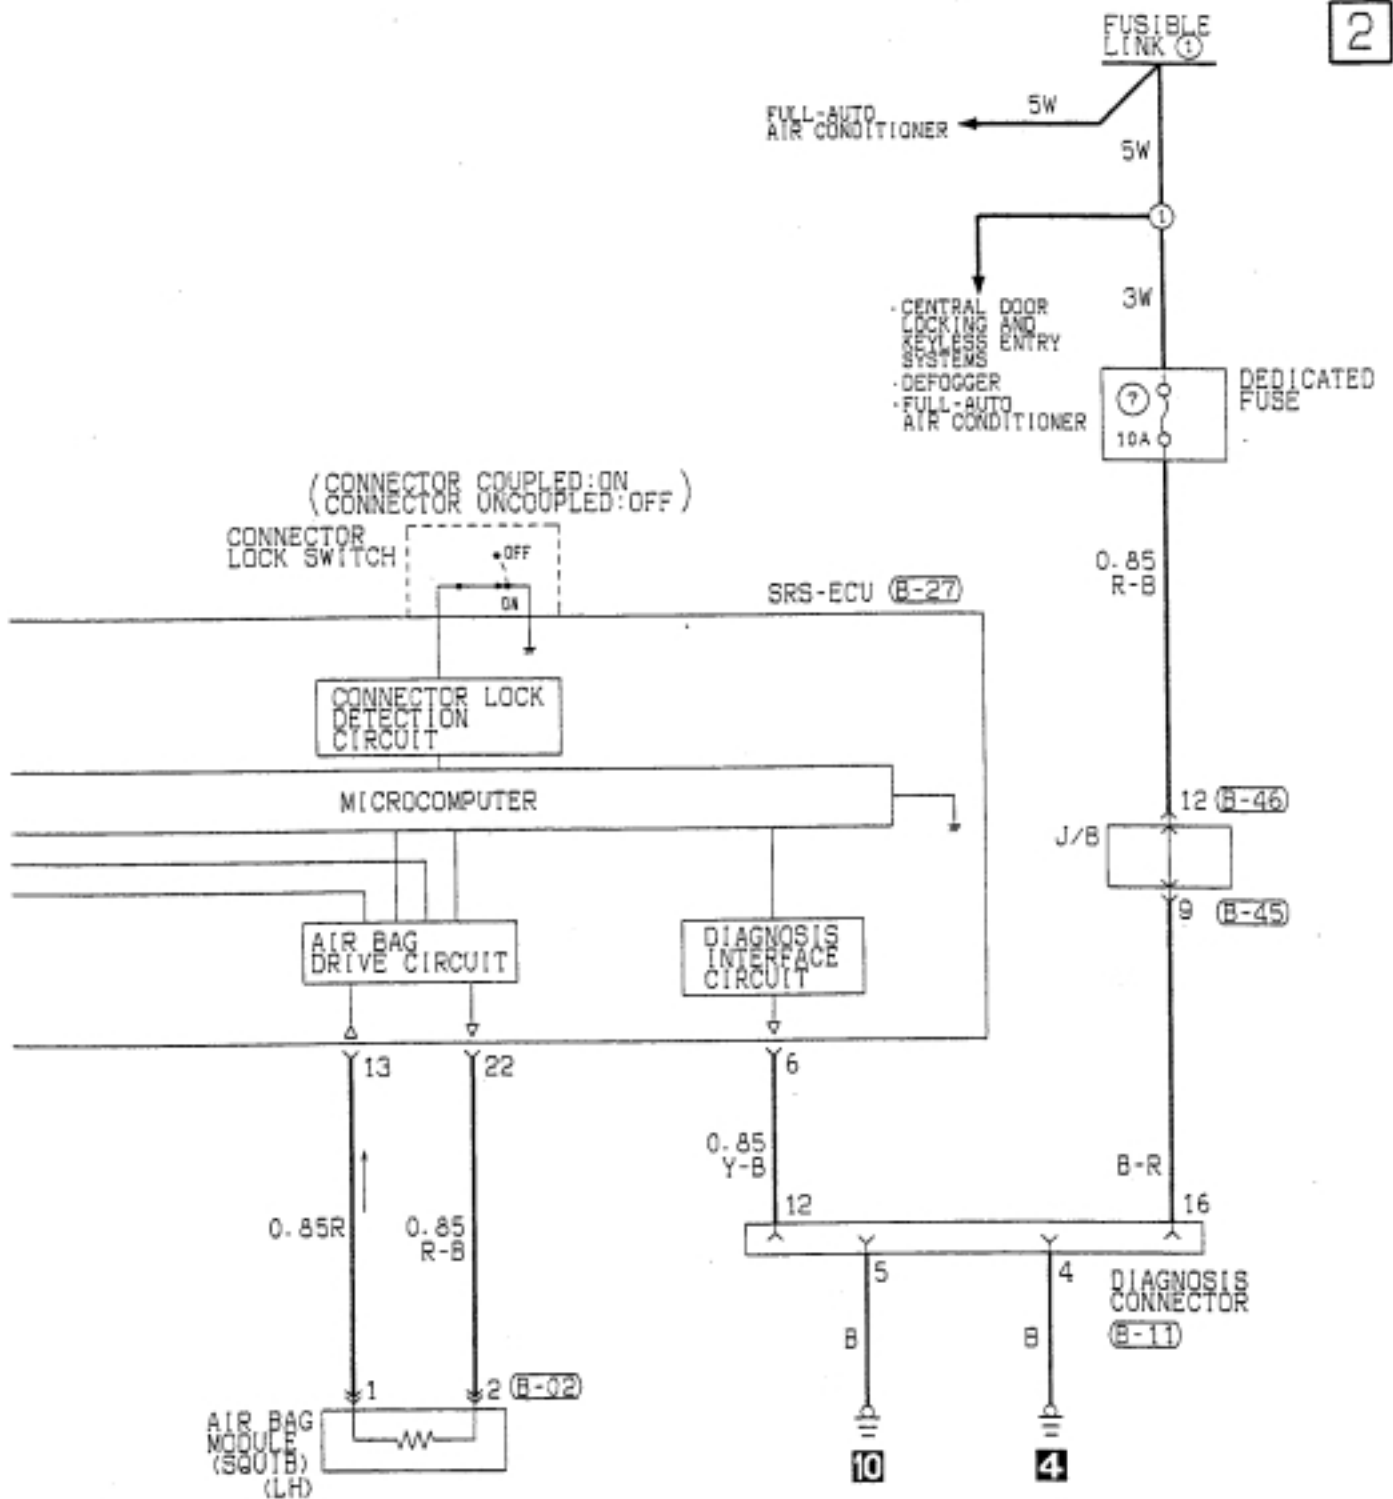 2
FUSIBLE
LINK ①
FULL-AUTO
AIR CONDITIONER
5W
5W
①
3W
· CENTRAL DOOR
LOCKING AND
KEYLESS ENTRY
SYSTEMS
· DEFOGGER
· FULL-AUTO
AIR CONDITIONER
⑦
10A
DEDICATED
FUSE
(CONNECTOR COUPLED:ON
CONNECTOR UNCOUPLED:OFF)
CONNECTOR
LOCK SWITCH
OFF
ON
SRS-ECU B-27
0.85
R-B
CONNECTOR LOCK
DETECTION
CIRCUIT
MICROCOMPUTER
12 B-46
J/B
9 B-45
AIR BAG
DRIVE CIRCUIT
DIAGNOSIS
INTERFACE
CIRCUIT
13
22
6
0.85
Y-B
B-R
0.85R
0.85
R-B
12
16
5
4
DIAGNOSIS
CONNECTOR
B-11
B
B
1
2 B-02
AIR BAG
MODULE
(SQUIB)
(LH)
10
4